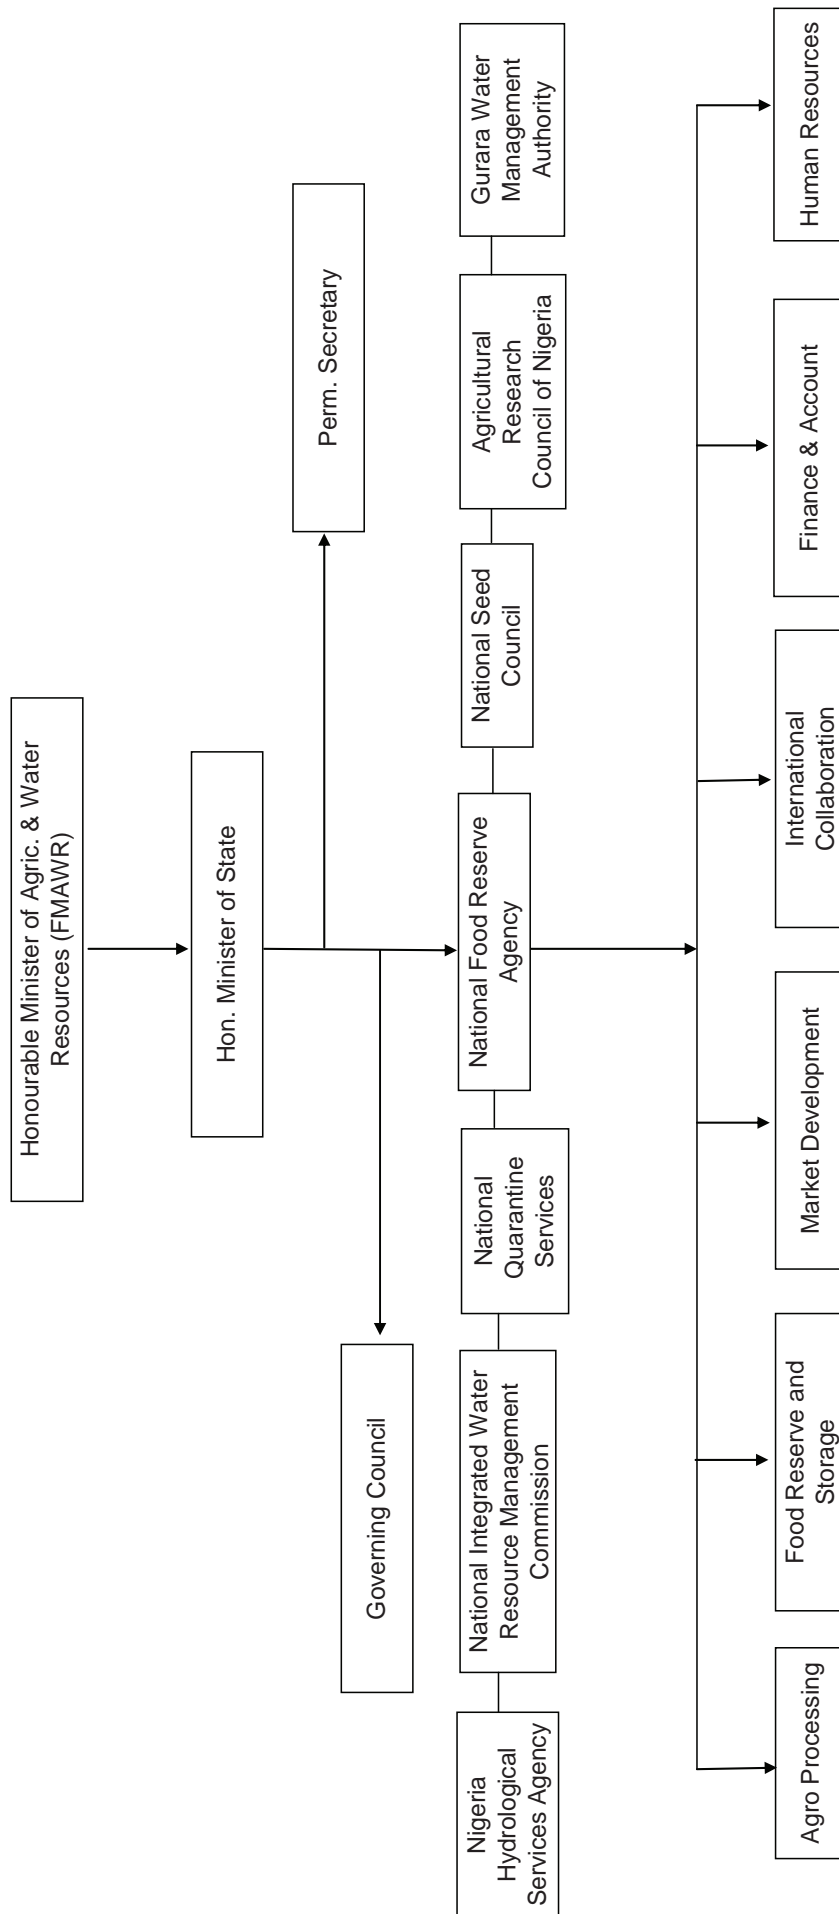 Honourable Minister of Agric. & Water
Resources (FMAWR)
Hon. Minister of State
Perm. Secretary
Governing Council
Nigeria
Hydrological
Services Agency
National Integrated Water
Resource Management
Commission
National
Quarantine
Services
National Food Reserve
Agency
National Seed
Council
Agricultural
Research
Council of Nigeria
Gurara Water
Management
Authority
Agro Processing
Food Reserve and
Storage
Market Development
International
Collaboration
Finance & Account
Human Resources